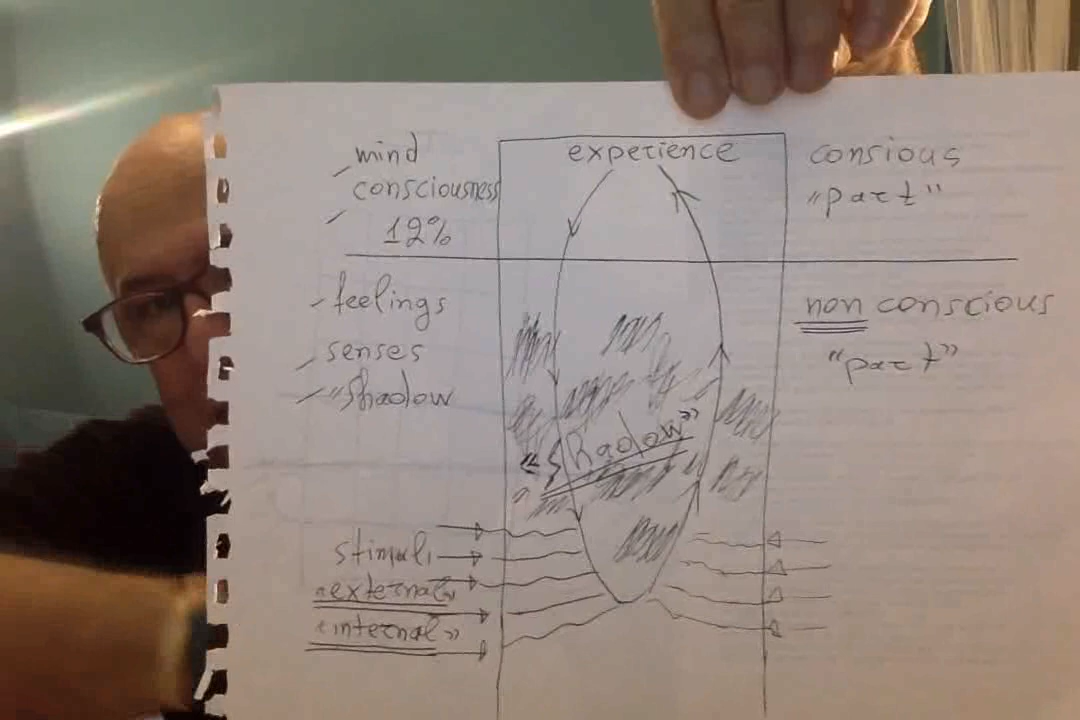 mind
consciousness
12%
experience
consious
"part"
feelings
senses
"Shadow
non conscious
"part"
«Shadow»
stimuli
«external»
«internal»